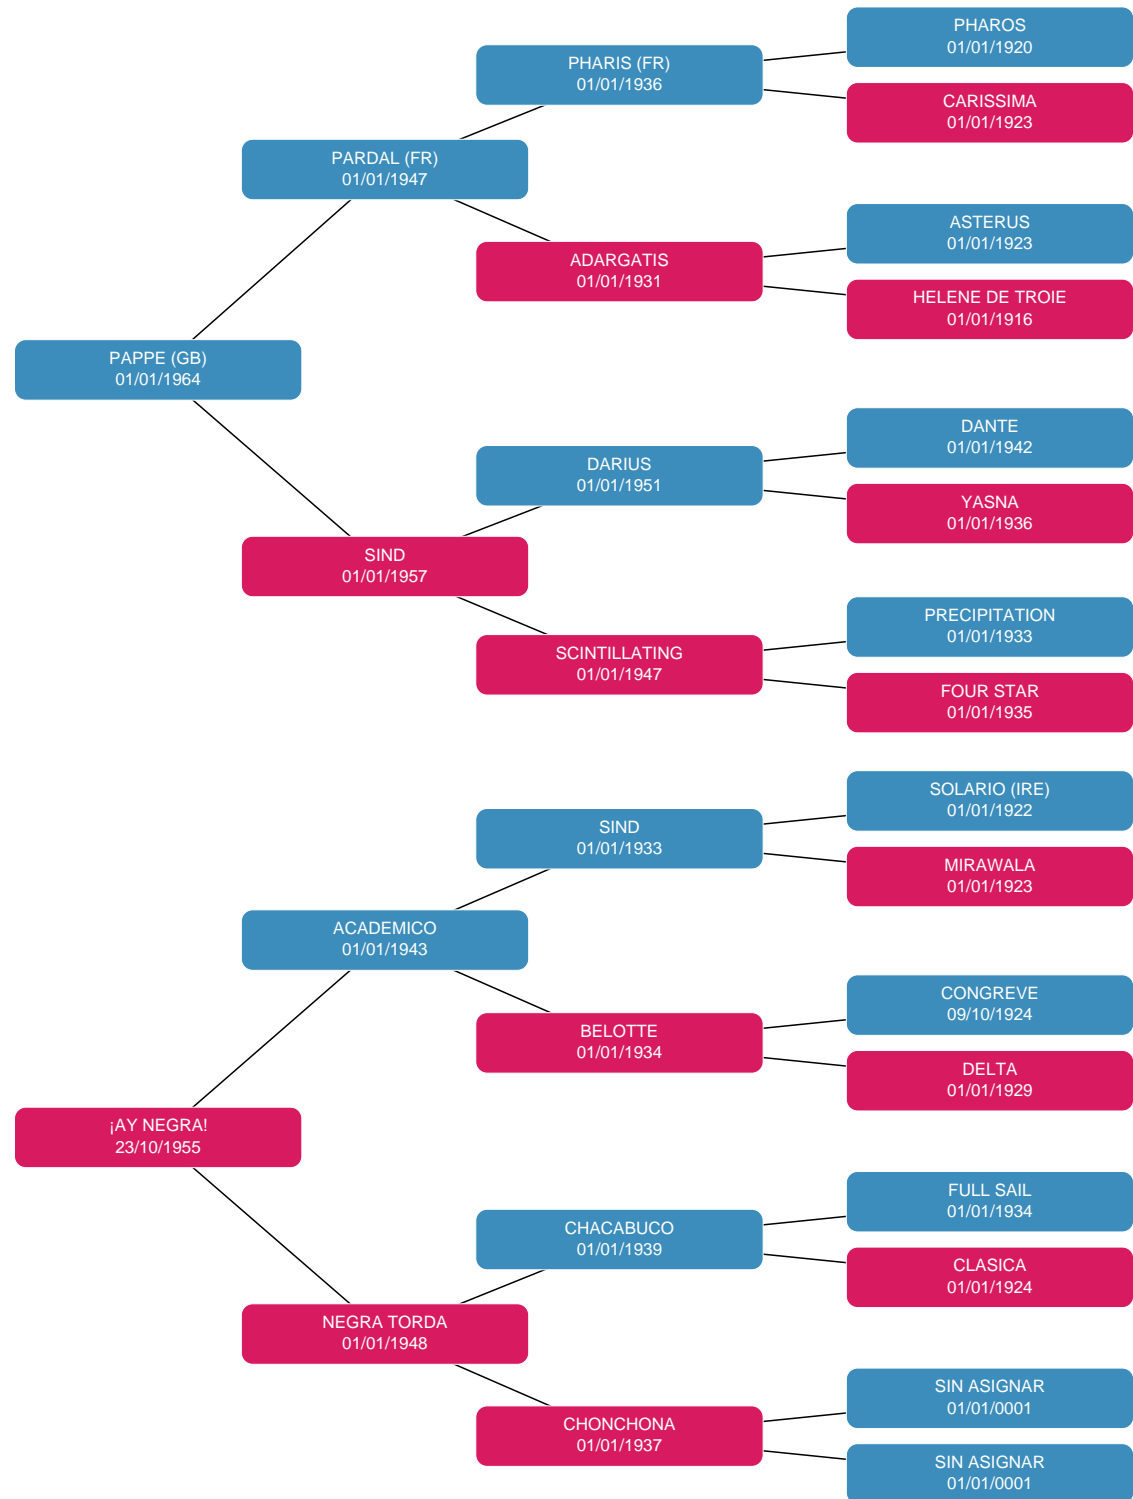 PHAROS
01/01/1920
PHARIS (FR)
01/01/1936
CARISSIMA
01/01/1923
PARDAL (FR)
01/01/1947
ASTERUS
01/01/1923
ADARGATIS
01/01/1931
HELENE DE TROIE
01/01/1916
PAPPE (GB)
01/01/1964
DANTE
01/01/1942
DARIUS
01/01/1951
YASNA
01/01/1936
SIND
01/01/1957
PRECIPITATION
01/01/1933
SCINTILLATING
01/01/1947
FOUR STAR
01/01/1935
SOLARIO (IRE)
01/01/1922
SIND
01/01/1933
MIRAWALA
01/01/1923
ACADEMICO
01/01/1943
CONGREVE
09/10/1924
BELOTTE
01/01/1934
DELTA
01/01/1929
¡AY NEGRA!
23/10/1955
FULL SAIL
01/01/1934
CHACABUCO
01/01/1939
CLASICA
01/01/1924
NEGRA TORDA
01/01/1948
SIN ASIGNAR
01/01/0001
CHONCHONA
01/01/1937
SIN ASIGNAR
01/01/0001